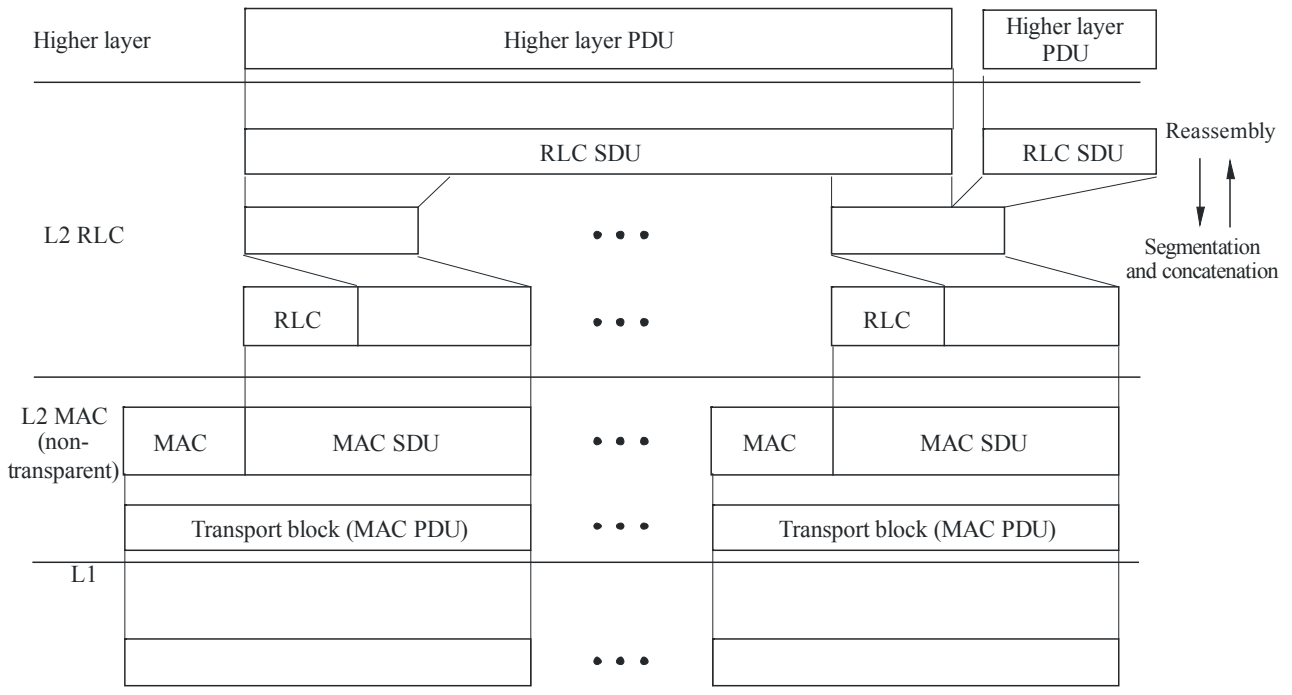 Higher layer
Higher layer PDU
Higher layer
PDU
RLC SDU
RLC SDU
Reassembly
L2 RLC
Segmentation
and concatenation
RLC
RLC
L2 MAC
(non-
transparent)
MAC
MAC SDU
MAC
MAC SDU
Transport block (MAC PDU)
Transport block (MAC PDU)
L1